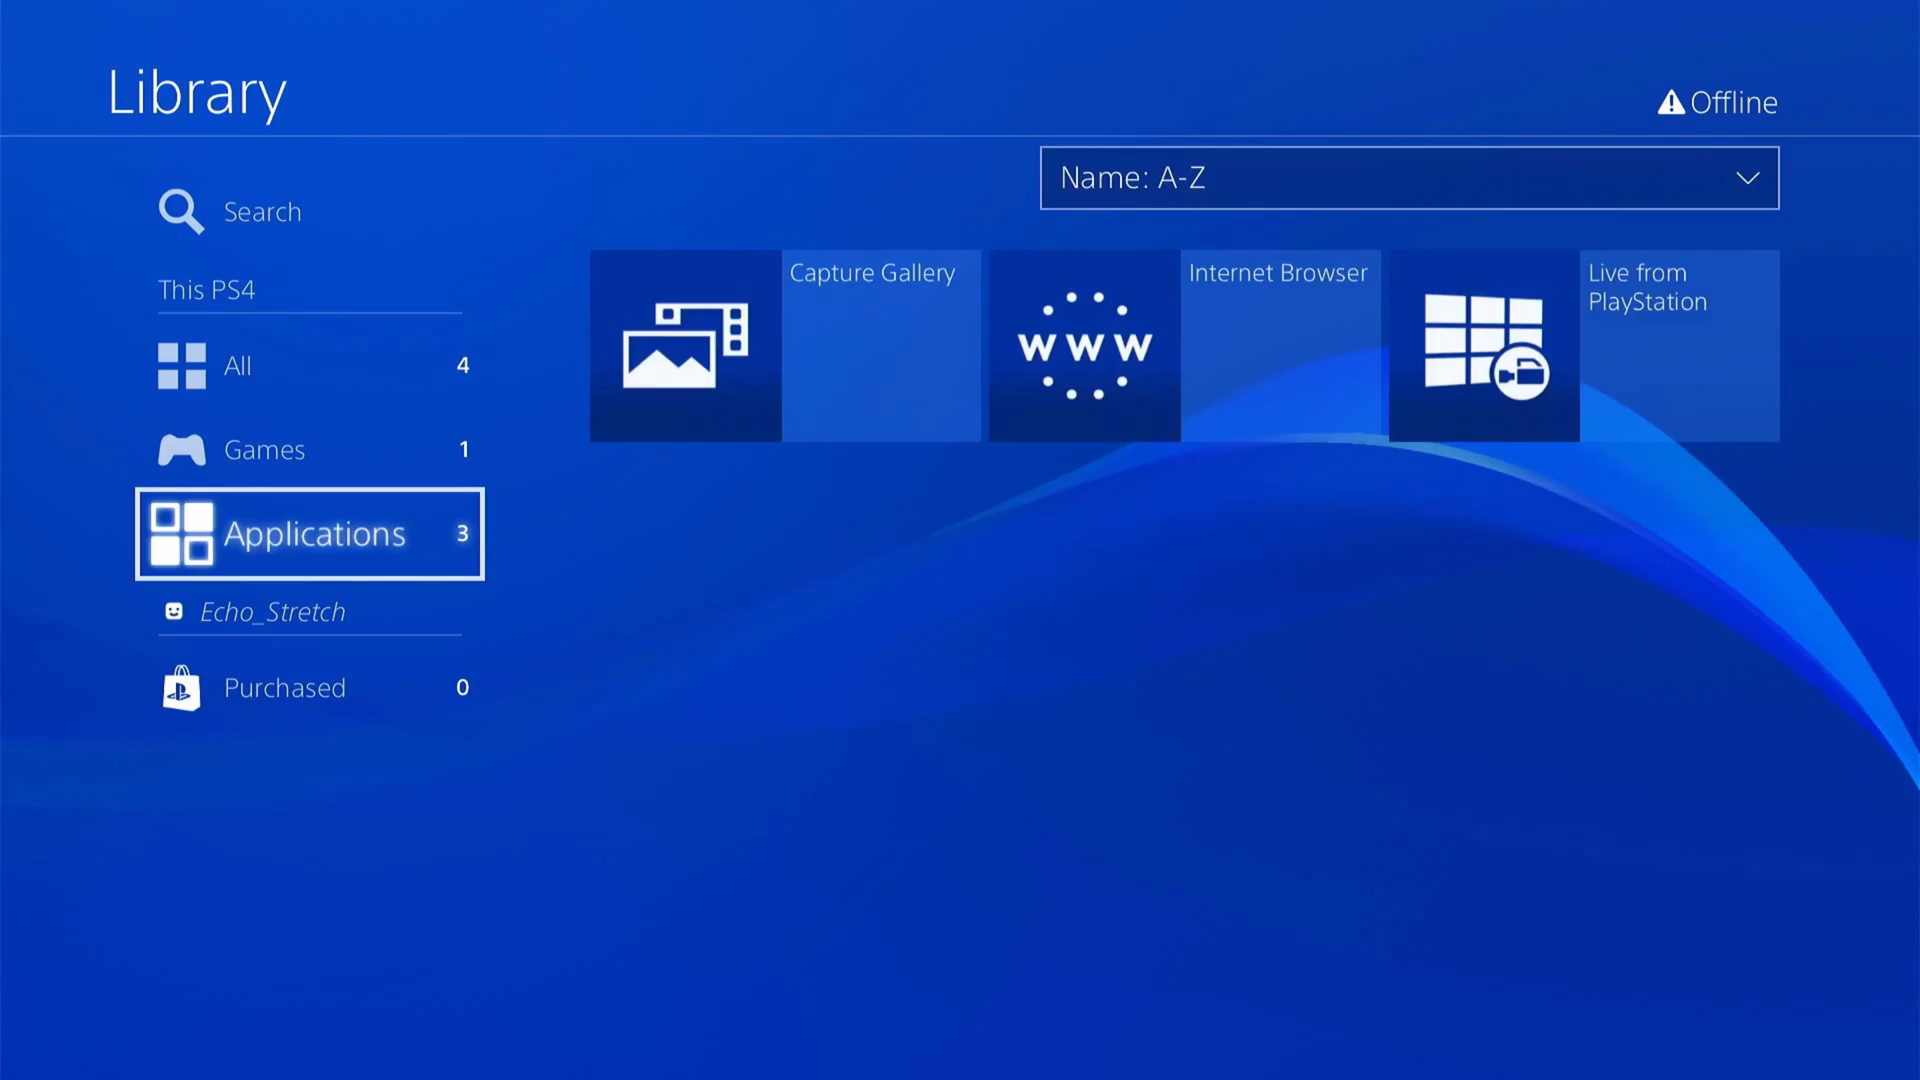 Library
Offline
Name: A-Z
Search
This PS4
All 4
Games 1
Applications 3
Echo_Stretch
Purchased 0
Capture Gallery
WWW
Internet Browser
Live from
PlayStation